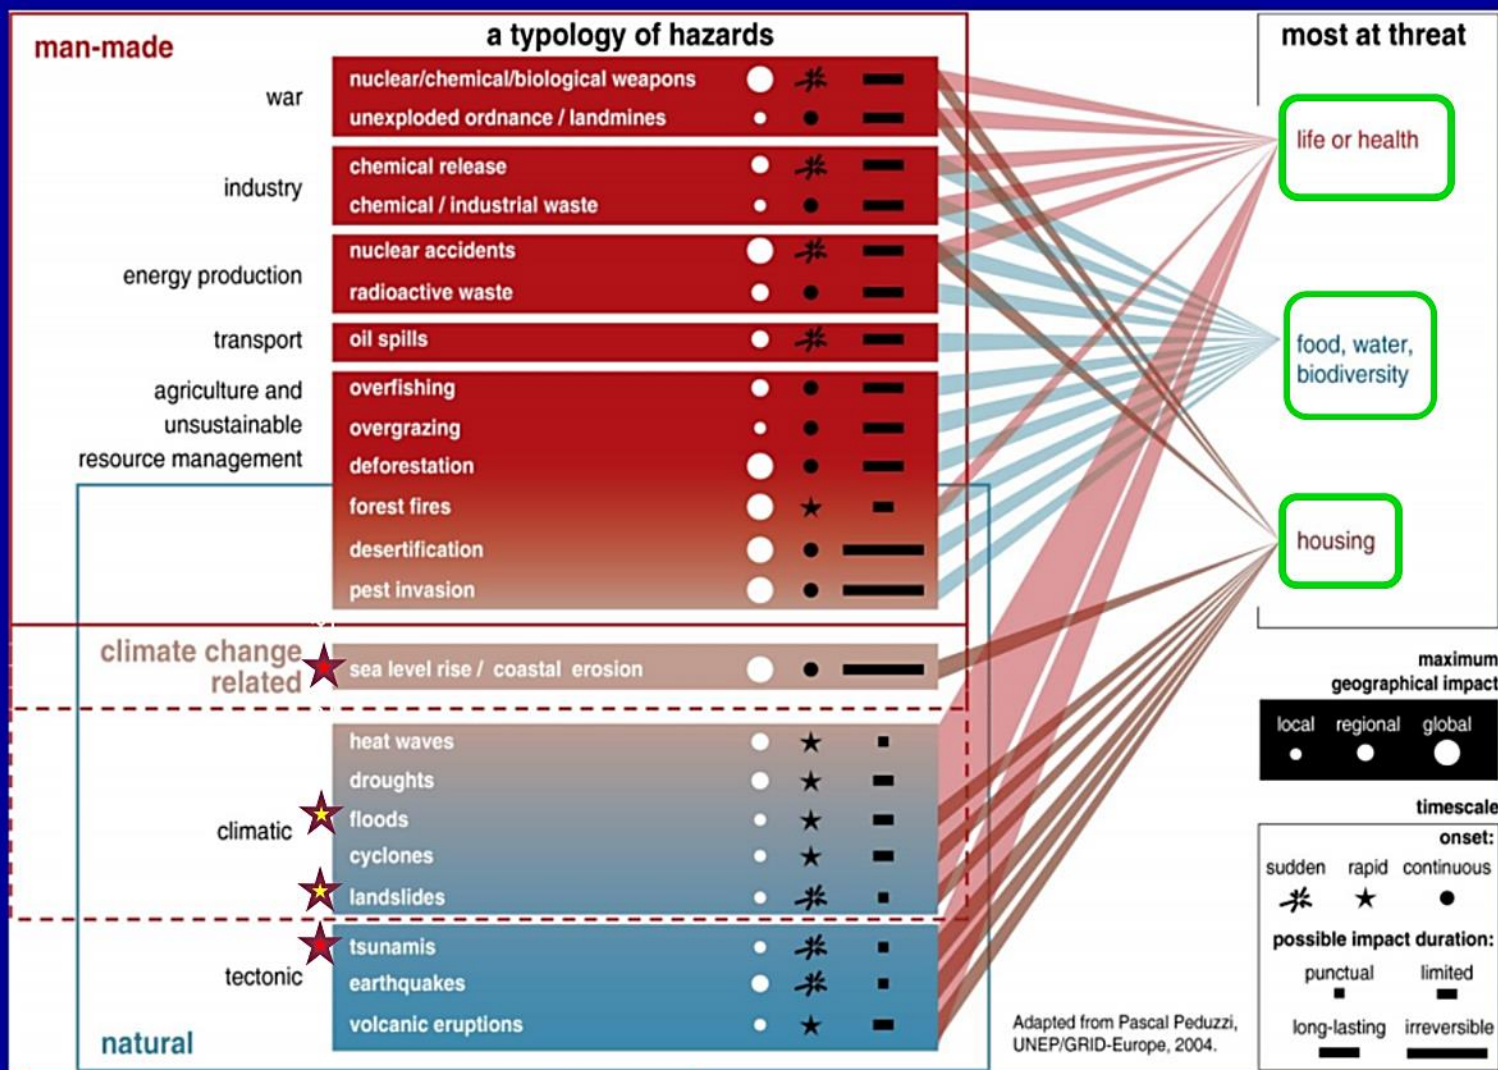 man-made
a typology of hazards
most at threat
war
nuclear/chemical/biological weapons
unexploded ordnance / landmines
life or health
industry
chemical release
chemical / industrial waste
energy production
nuclear accidents
radioactive waste
transport
oil spills
food, water,
biodiversity
agriculture and
unsustainable
resource management
overfishing
overgrazing
deforestation
forest fires
desertification
pest invasion
housing
climate change
related
sea level rise / coastal erosion
climatic
heat waves
droughts
floods
cyclones
landslides
tectonic
tsunamis
earthquakes
volcanic eruptions
natural
maximum
geographical impact
local regional global
timescale
onset:
sudden rapid continuous
possible impact duration:
punctual limited
long-lasting irreversible
Adapted from Pascal Peduzzi,
UNEP/GRID-Europe, 2004.